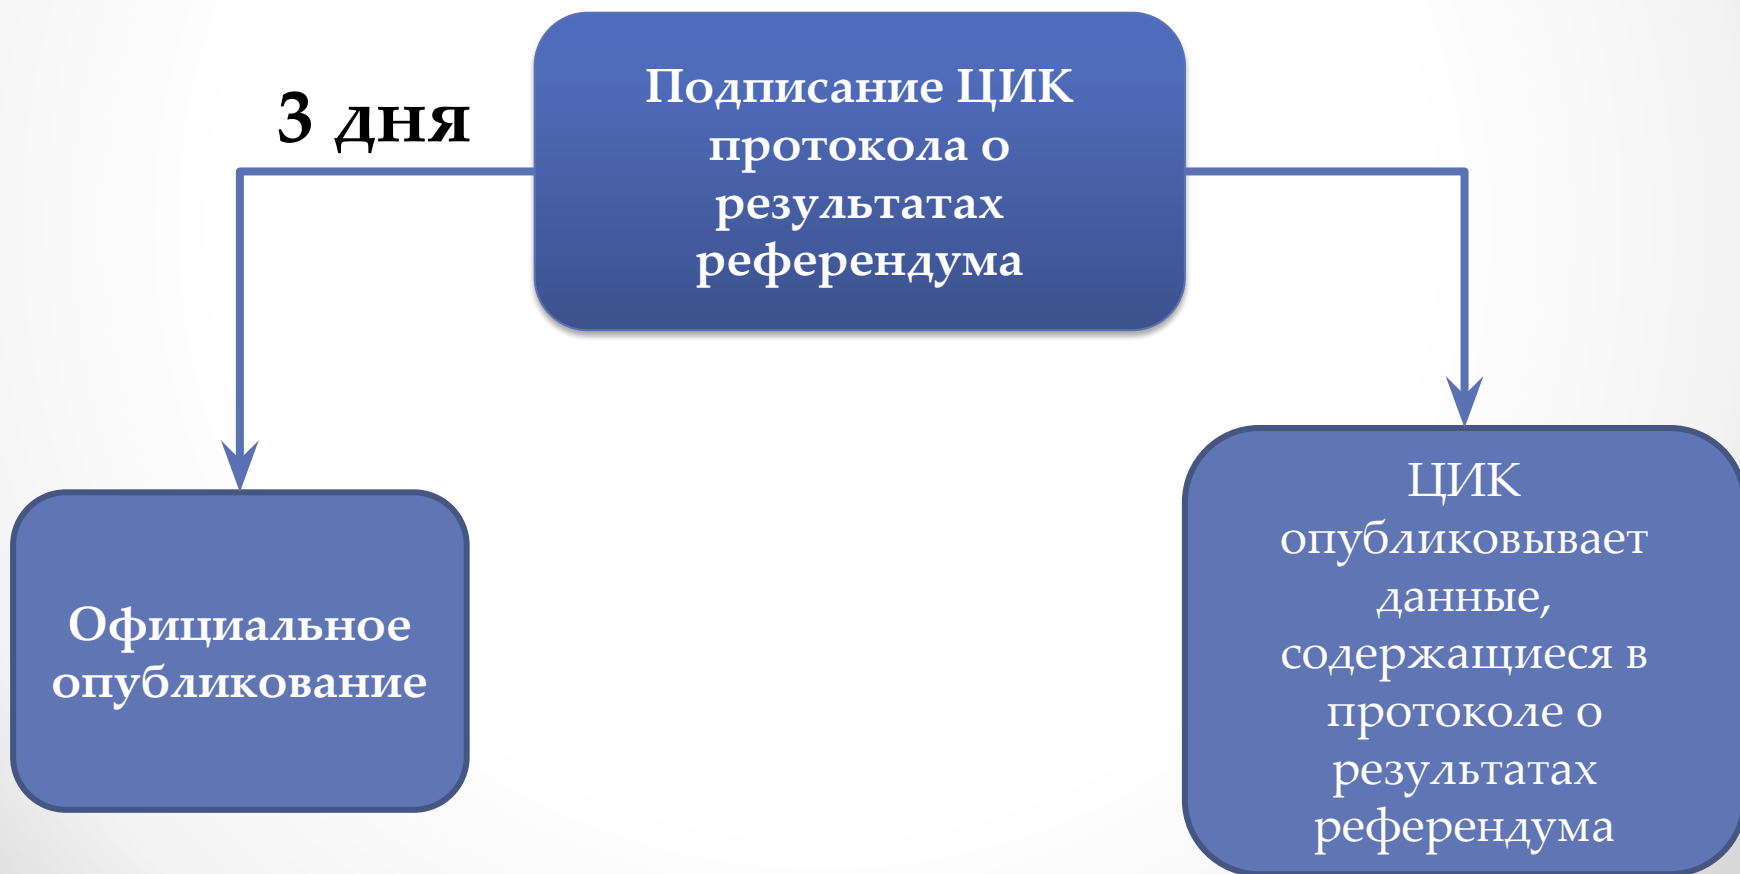 3 дня
Подписание ЦИК
протокола о
результатах
референдума
Официальное
опубликование
ЦИК
опубликовывает
данные,
содержащиеся в
протоколе о
результатах
референдума